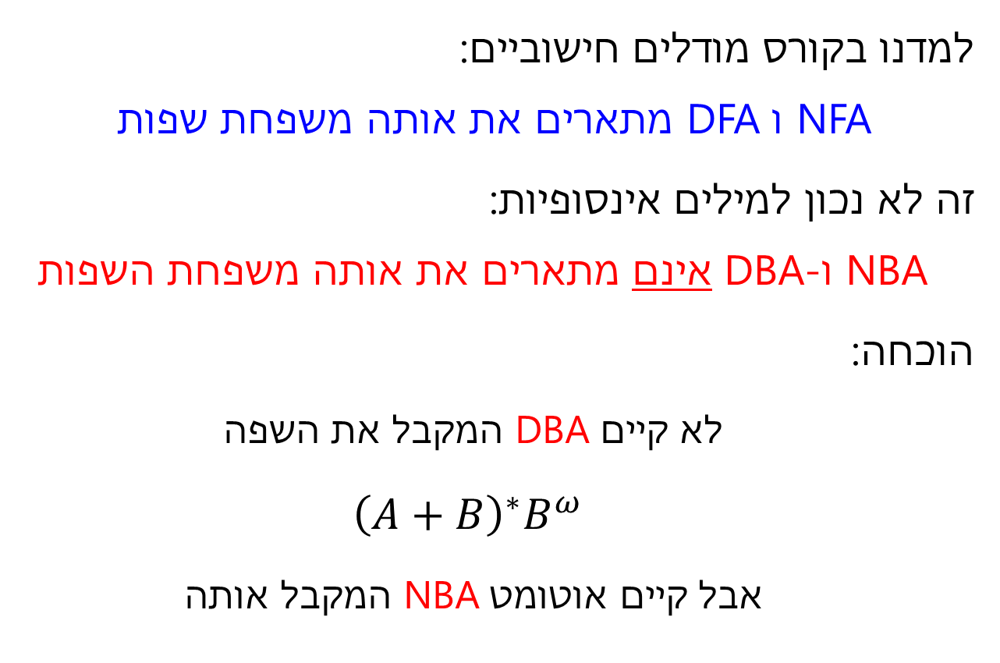 למדנו בקורס מודלים חישוביים:
NFA ו DFA מתארים את אותה משפחת שפות
זה לא נכון למילים אינסופיות:
NBA ו-DBA אינם מתארים את אותה משפחת השפות
הוכחה:
לא קיים DBA המקבל את השפה
(A + B)*B^ω
אבל קיים אוטומט NBA המקבל אותה